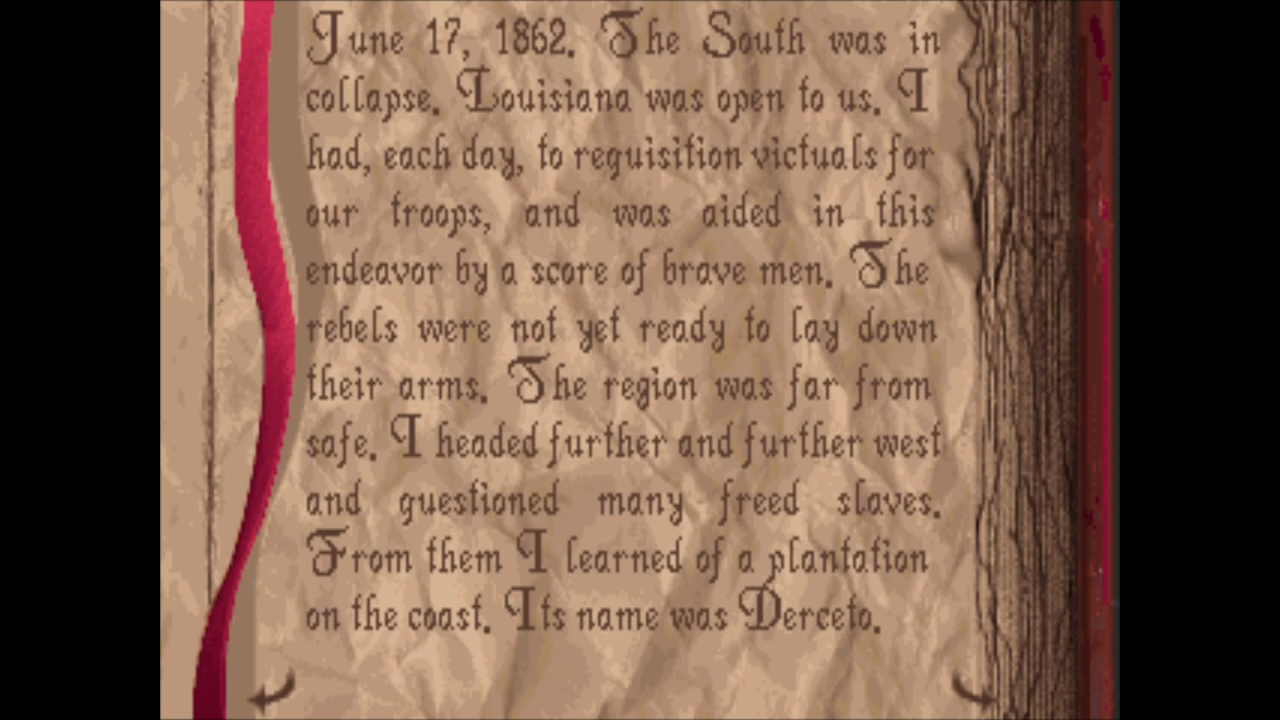 June 17, 1862. The South was in
collapse. Louisiana was open to us. I
had, each day, to requisition victuals for
our troops, and was aided in this
endeavor by a score of brave men. The
rebels were not yet ready to lay down
their arms. The region was far from
safe. I headed further and further west
and questioned many freed slaves.
From them I learned of a plantation
on the coast. Its name was Derceto.